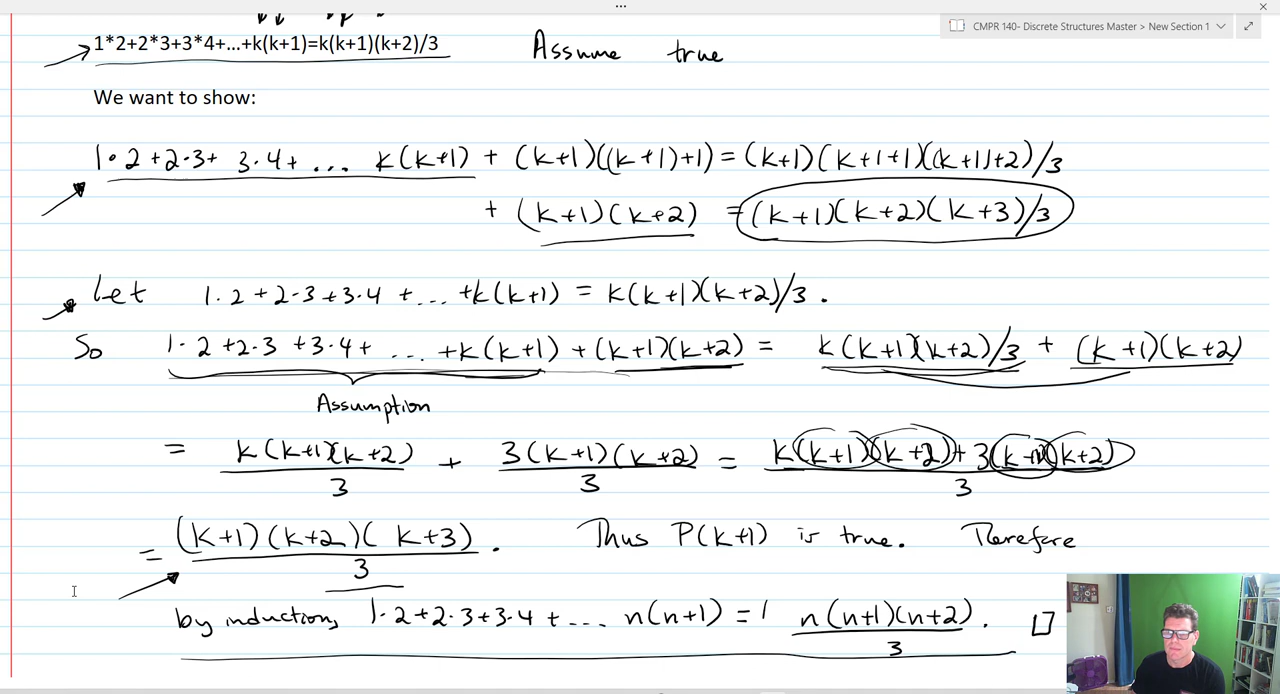 CMPR 140- Discrete Structures Master > New Section 1
1*2+2*3+3*4+...+k(k+1)=k(k+1)(k+2)/3 Assume true
We want to show:
1·2+2·3+ 3·4+ ... k(k+1) + (k+1)((k+1)+1) = (k+1)(k+1+1)((k+1)+2)/3
+ (k+1)(k+2) = (k+1)(k+2)(k+3)/3
Let 1·2+2·3+3·4 +...+k(k+1) = k(k+1)(k+2)/3.
So 1·2+2·3+3·4+ ... +k(k+1)+(k+1)(k+2) = k(k+1)(k+2)/3 + (k+1)(k+2)
Assumption
= k(k+1)(k+2)/3 + 3(k+1)(k+2)/3 = k(k+1)(k+2)+3(k+1)(k+2)/3
= (k+1)(k+2)(k+3)/3. Thus P(k+1) is true. Therefore
by induction, 1·2+2·3+3·4+... n(n+1) = n(n+1)(n+2)/3.